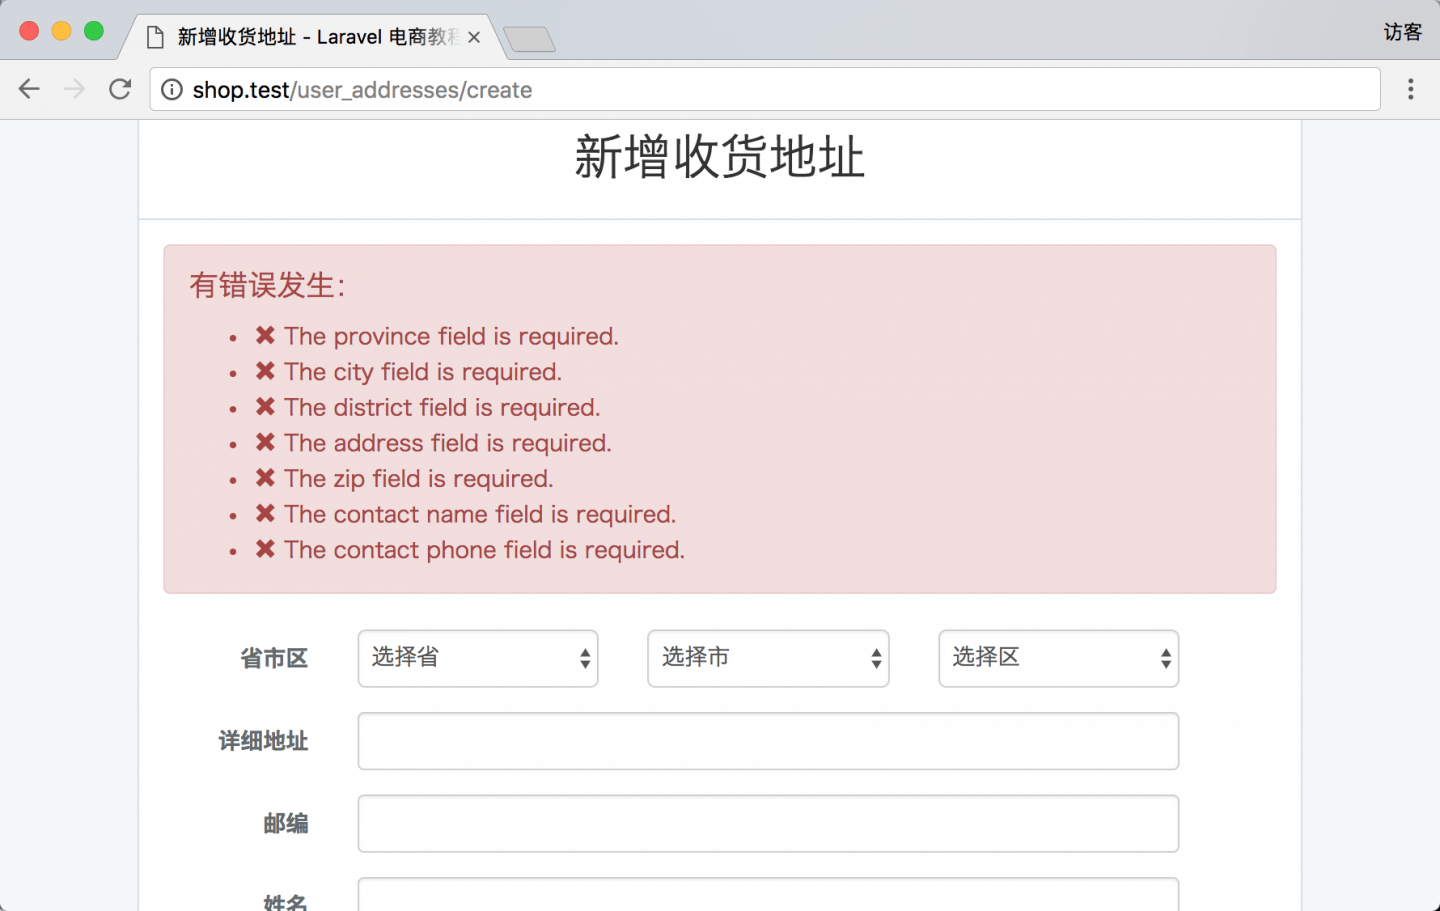 新增收货地址 - Laravel 电商教程
访客
shop.test/user_addresses/create
新增收货地址
有错误发生：
The province field is required.
The city field is required.
The district field is required.
The address field is required.
The zip field is required.
The contact name field is required.
The contact phone field is required.
省市区 选择省 选择市 选择区
详细地址
邮编
姓名